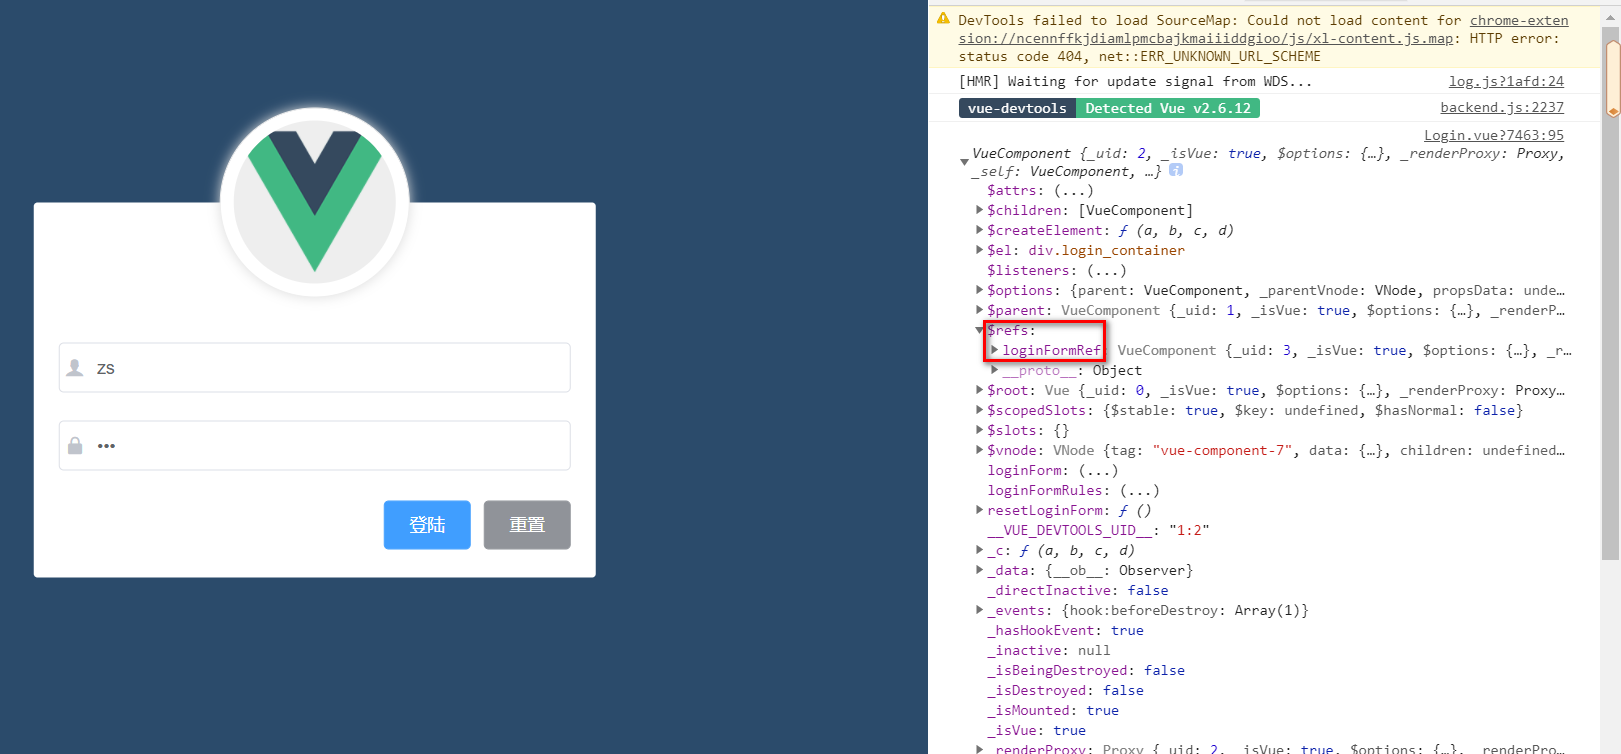 zs
•••
登陆 重置
DevTools failed to load SourceMap: Could not load content for chrome-exten
sion://ncennffkjdiamlpmcbajkmaiiiddgioo/js/xl-content.js.map: HTTP error:
status code 404, net::ERR_UNKNOWN_URL_SCHEME
[HMR] Waiting for update signal from WDS... log.js?1afd:24
vue-devtools Detected Vue v2.6.12 backend.js:2237
Login.vue?7463:95
VueComponent {_uid: 2, _isVue: true, $options: {…}, _renderProxy: Proxy,
_self: VueComponent, …}
$attrs: (...)
$children: [VueComponent]
$createElement: ƒ (a, b, c, d)
$el: div.login_container
$listeners: (...)
$options: {parent: VueComponent, _parentVnode: VNode, propsData: unde…
$parent: VueComponent {_uid: 1, _isVue: true, $options: {…}, _renderP…
$refs:
loginFormRef: VueComponent {_uid: 3, _isVue: true, $options: {…}, _r…
__proto__: Object
$root: Vue {_uid: 0, _isVue: true, $options: {…}, _renderProxy: Proxy…
$scopedSlots: {$stable: true, $key: undefined, $hasNormal: false}
$slots: {}
$vnode: VNode {tag: "vue-component-7", data: {…}, children: undefined…
loginForm: (...)
loginFormRules: (...)
resetLoginForm: ƒ ()
__VUE_DEVTOOLS_UID__: "1:2"
_c: ƒ (a, b, c, d)
_data: {__ob__: Observer}
_directInactive: false
_events: {hook:beforeDestroy: Array(1)}
_hasHookEvent: true
_inactive: null
_isBeingDestroyed: false
_isDestroyed: false
_isMounted: true
_isVue: true
_renderProxy: Proxy {_uid: 2, _isVue: true, $options: {…}, _renderPro…